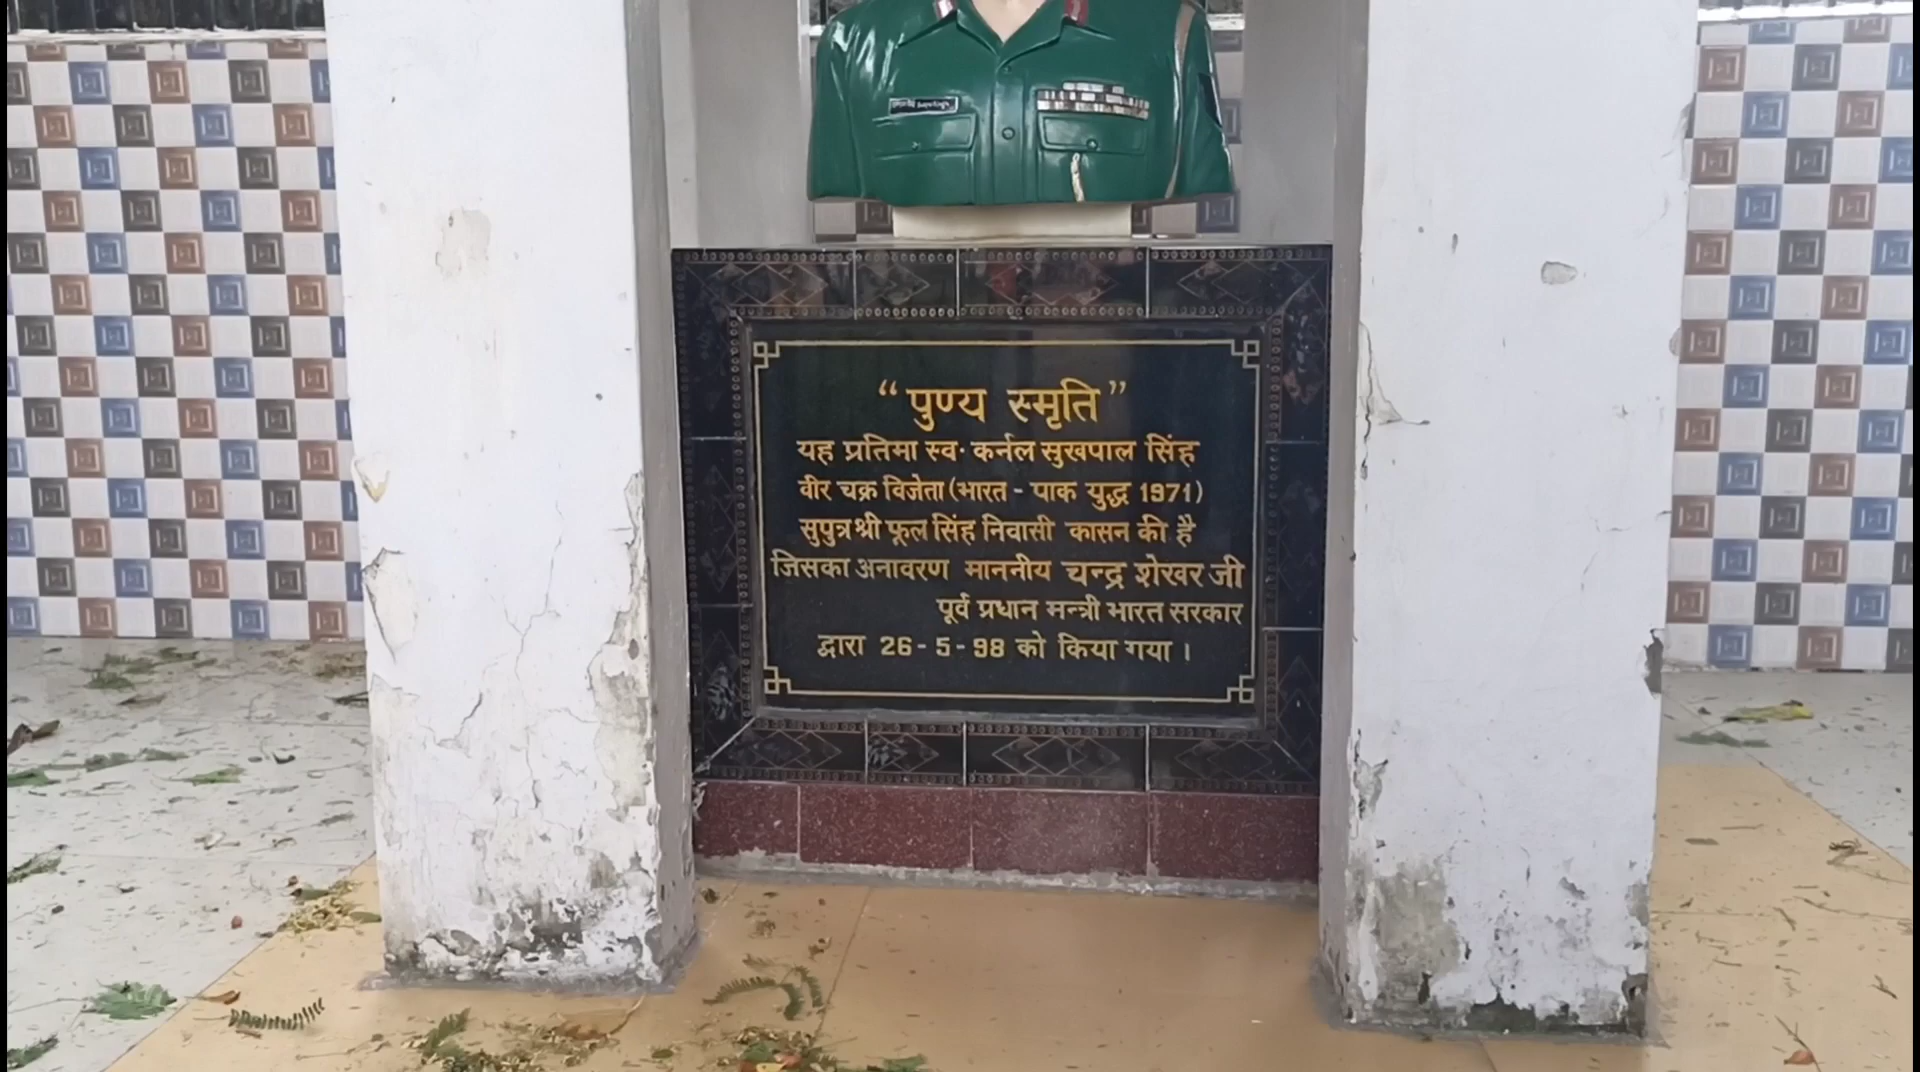 “पुण्य स्मृति”
यह प्रतिमा स्व· कर्नल सुखपाल सिंह
वीर चक्र विजेता (भारत - पाक युद्ध 1971)
सुपुत्र श्री फूल सिंह निवासी कासन की है
जिसका अनावरण माननीय चन्द्र शेखर जी
पूर्व प्रधान मन्त्री भारत सरकार
द्वारा 26-5-98 को किया गया।